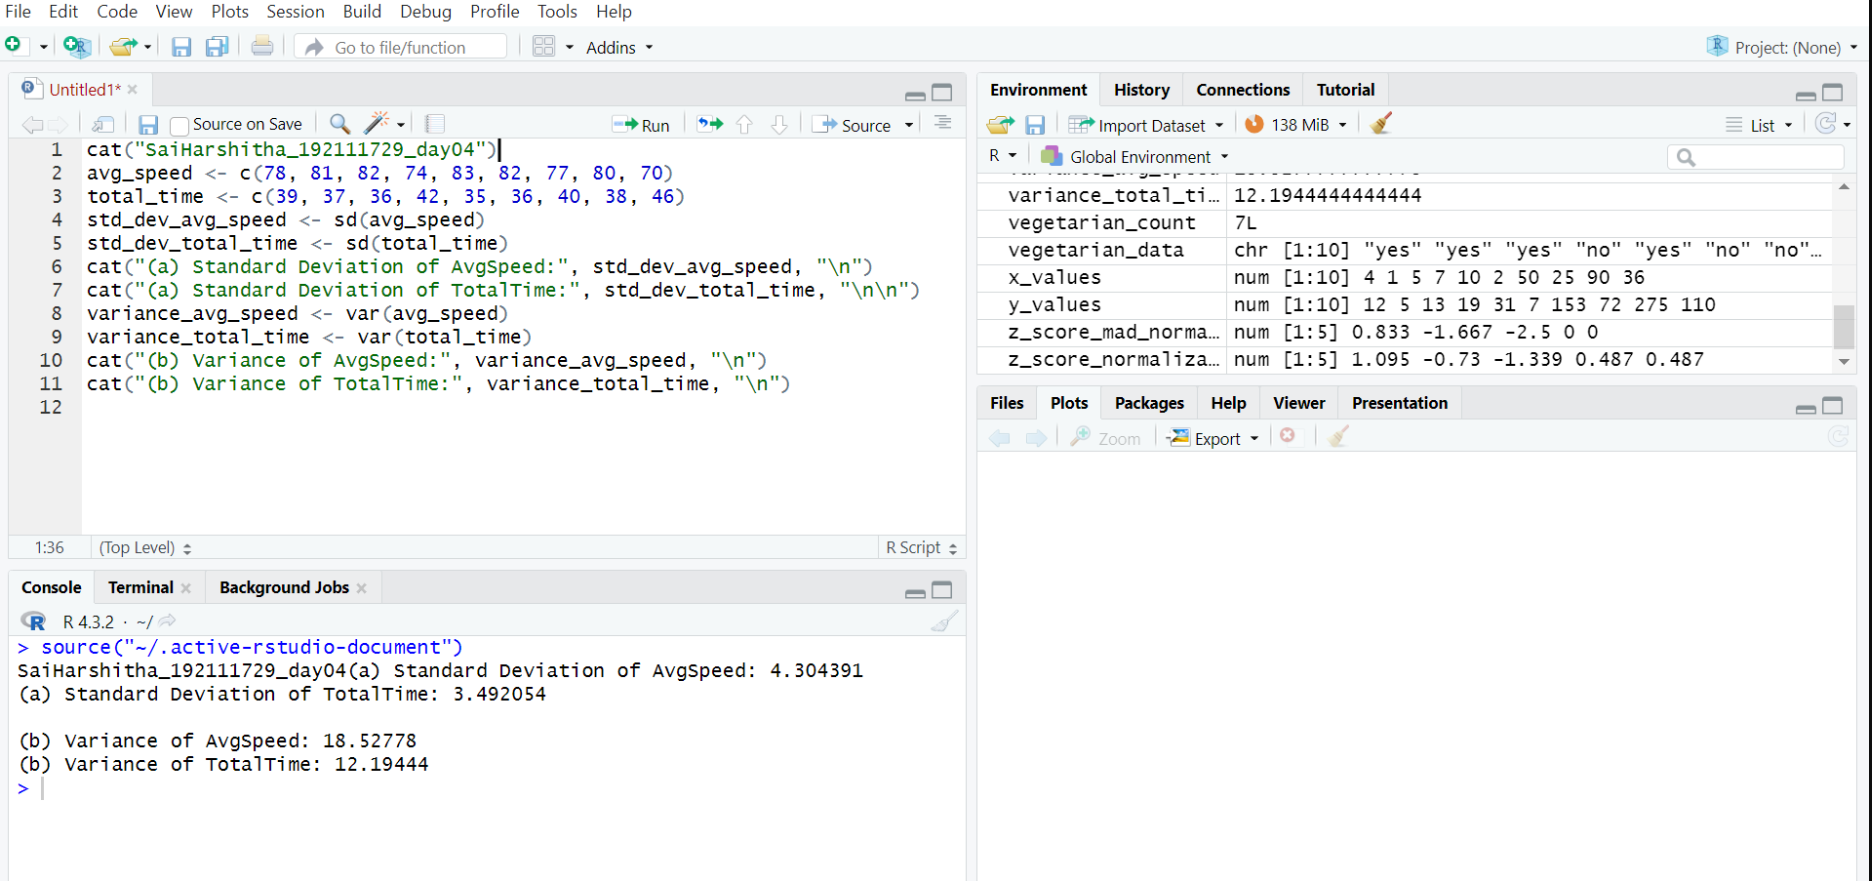 File Edit Code View Plots Session Build Debug Profile Tools Help
Go to file/function Addins Project: (None)
Untitled1*
Source on Save Run Source
1 cat("SaiHarshitha_192111729_day04")
2 avg_speed <- c(78, 81, 82, 74, 83, 82, 77, 80, 70)
3 total_time <- c(39, 37, 36, 42, 35, 36, 40, 38, 46)
4 std_dev_avg_speed <- sd(avg_speed)
5 std_dev_total_time <- sd(total_time)
6 cat("(a) Standard Deviation of AvgSpeed:", std_dev_avg_speed, "\n")
7 cat("(a) Standard Deviation of TotalTime:", std_dev_total_time, "\n\n")
8 variance_avg_speed <- var(avg_speed)
9 variance_total_time <- var(total_time)
10 cat("(b) Variance of AvgSpeed:", variance_avg_speed, "\n")
11 cat("(b) Variance of TotalTime:", variance_total_time, "\n")
12
1:36 (Top Level) R Script
Console Terminal Background Jobs
R R 4.3.2 · ~/
> source("~/.active-rstudio-document")
SaiHarshitha_192111729_day04(a) Standard Deviation of AvgSpeed: 4.304391
(a) Standard Deviation of TotalTime: 3.492054
(b) Variance of AvgSpeed: 18.52778
(b) Variance of TotalTime: 12.19444
>
Environment History Connections Tutorial
Import Dataset 138 MiB List
R Global Environment
variance_total_ti… 12.1944444444444
vegetarian_count 7L
vegetarian_data chr [1:10] "yes" "yes" "yes" "no" "yes" "no" "no"…
x_values num [1:10] 4 1 5 7 10 2 50 25 90 36
y_values num [1:10] 12 5 13 19 31 7 153 72 275 110
z_score_mad_norma… num [1:5] 0.833 -1.667 -2.5 0 0
z_score_normaliza… num [1:5] 1.095 -0.73 -1.339 0.487 0.487
Files Plots Packages Help Viewer Presentation
Zoom Export